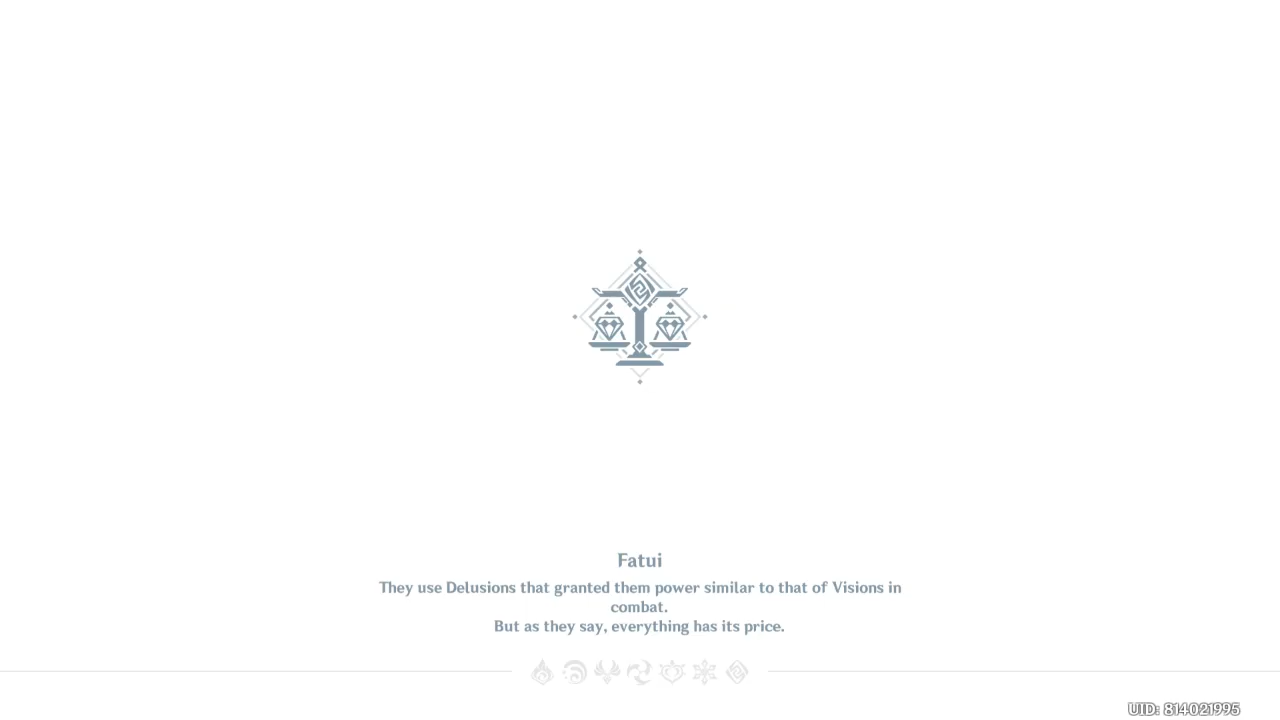 Fatui
They use Delusions that granted them power similar to that of Visions in
combat.
But as they say, everything has its price.
UID: 814021995